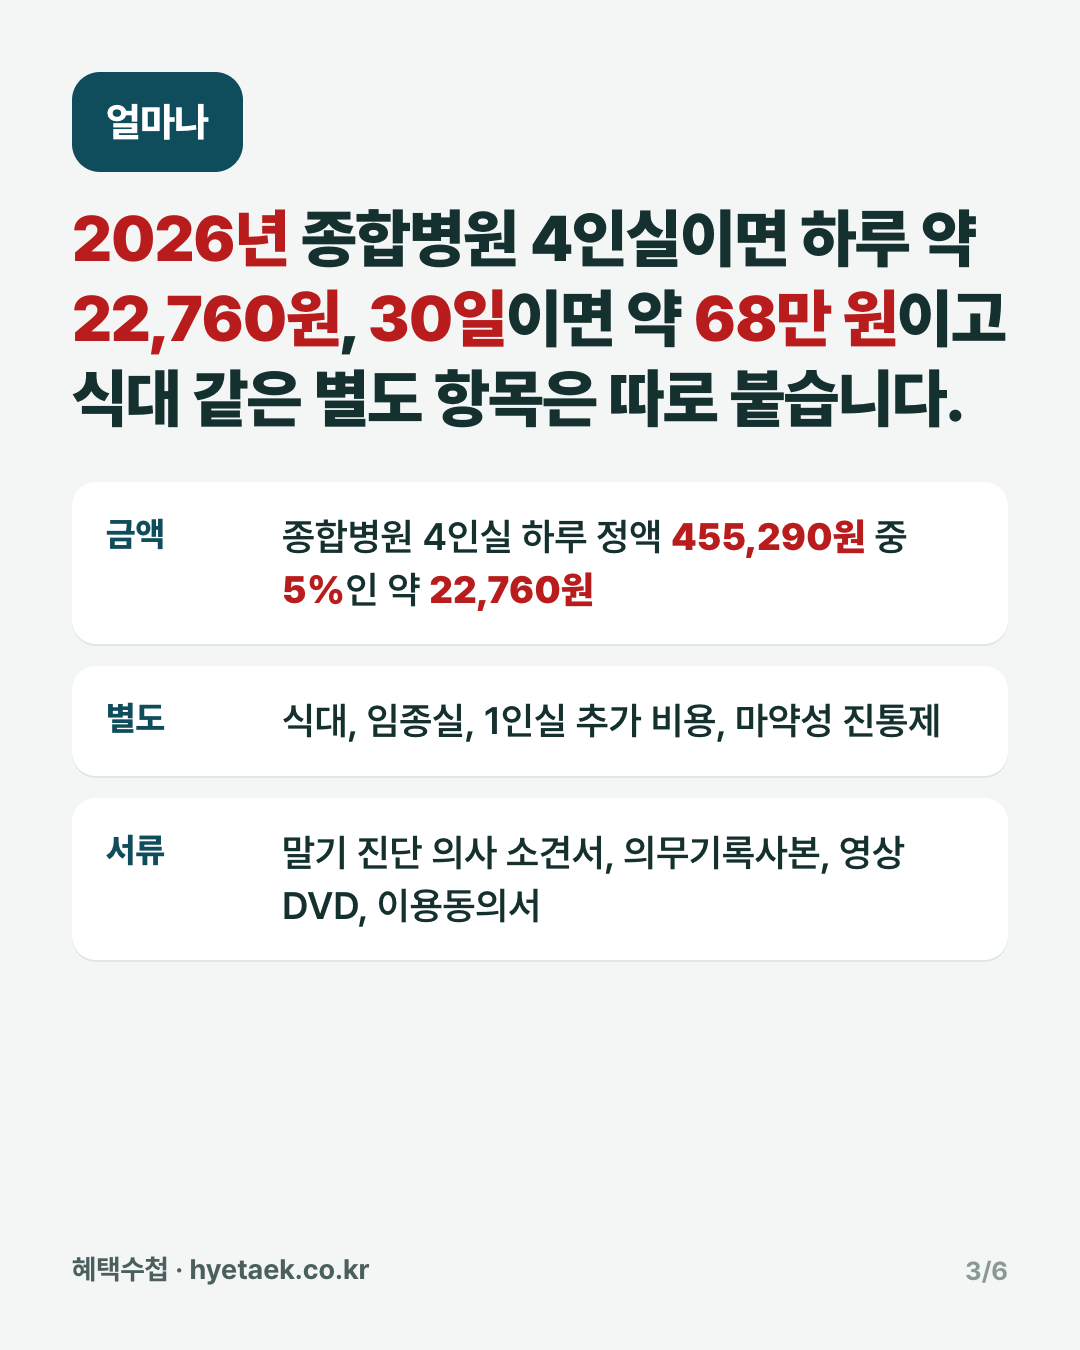 얼마나
2026년 종합병원 4인실이면 하루 약
22,760원, 30일이면 약 68만 원이고
식대 같은 별도 항목은 따로 붙습니다.
금액
종합병원 4인실 하루 정액 455,290원 중
5%인 약 22,760원
별도
식대, 임종실, 1인실 추가 비용, 마약성 진통제
서류
말기 진단 의사 소견서, 의무기록사본, 영상
DVD, 이용동의서
혜택수첩 · hyetaek.co.kr
3/6